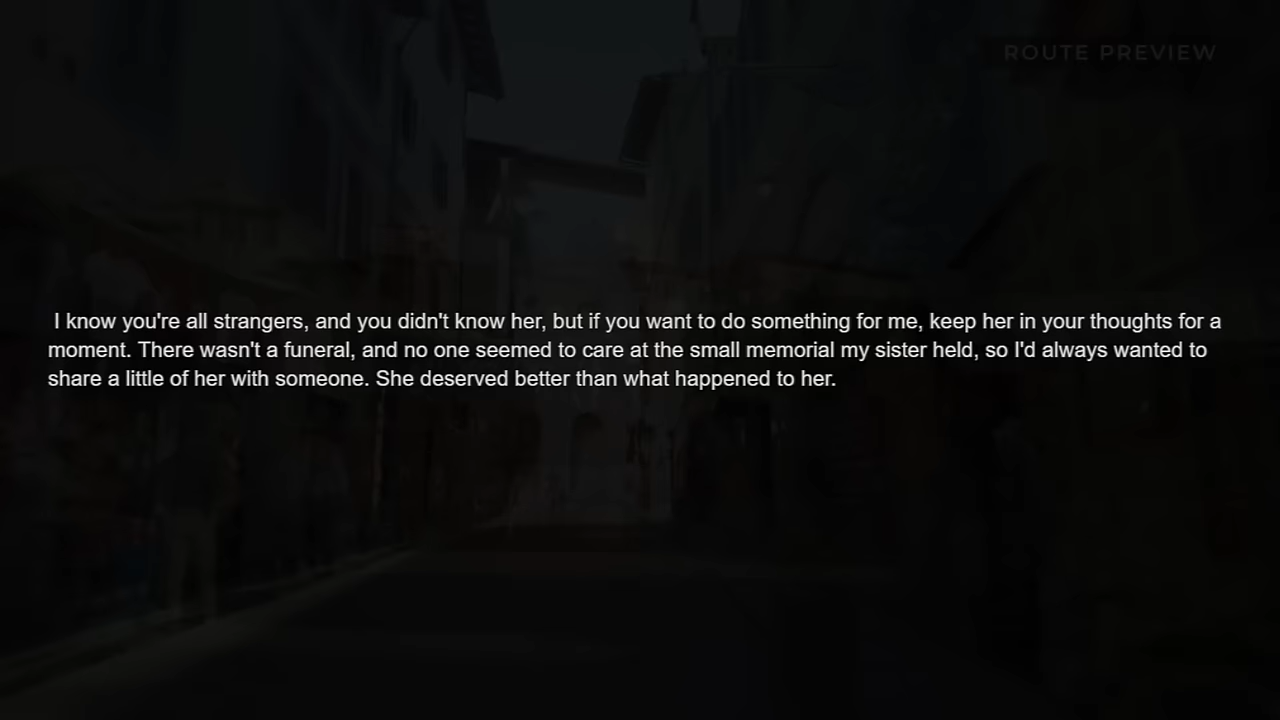 ROUTE PREVIEW
I know you're all strangers, and you didn't know her, but if you want to do something for me, keep her in your thoughts for a
moment. There wasn't a funeral, and no one seemed to care at the small memorial my sister held, so I'd always wanted to
share a little of her with someone. She deserved better than what happened to her.